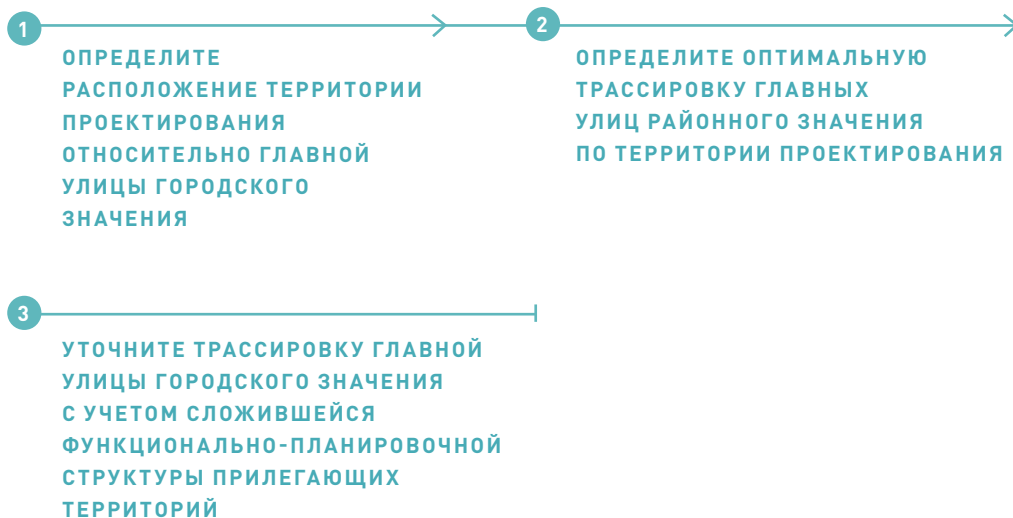 1
ОПРЕДЕЛИТЕ
РАСПОЛОЖЕНИЕ ТЕРРИТОРИИ
ПРОЕКТИРОВАНИЯ
ОТНОСИТЕЛЬНО ГЛАВНОЙ
УЛИЦЫ ГОРОДСКОГО
ЗНАЧЕНИЯ
2
ОПРЕДЕЛИТЕ ОПТИМАЛЬНУЮ
ТРАССИРОВКУ ГЛАВНЫХ
УЛИЦ РАЙОННОГО ЗНАЧЕНИЯ
ПО ТЕРРИТОРИИ ПРОЕКТИРОВАНИЯ
3
УТОЧНИТЕ ТРАССИРОВКУ ГЛАВНОЙ
УЛИЦЫ ГОРОДСКОГО ЗНАЧЕНИЯ
С УЧЕТОМ СЛОЖИВШЕЙСЯ
ФУНКЦИОНАЛЬНО-ПЛАНИРОВОЧНОЙ
СТРУКТУРЫ ПРИЛЕГАЮЩИХ
ТЕРРИТОРИЙ